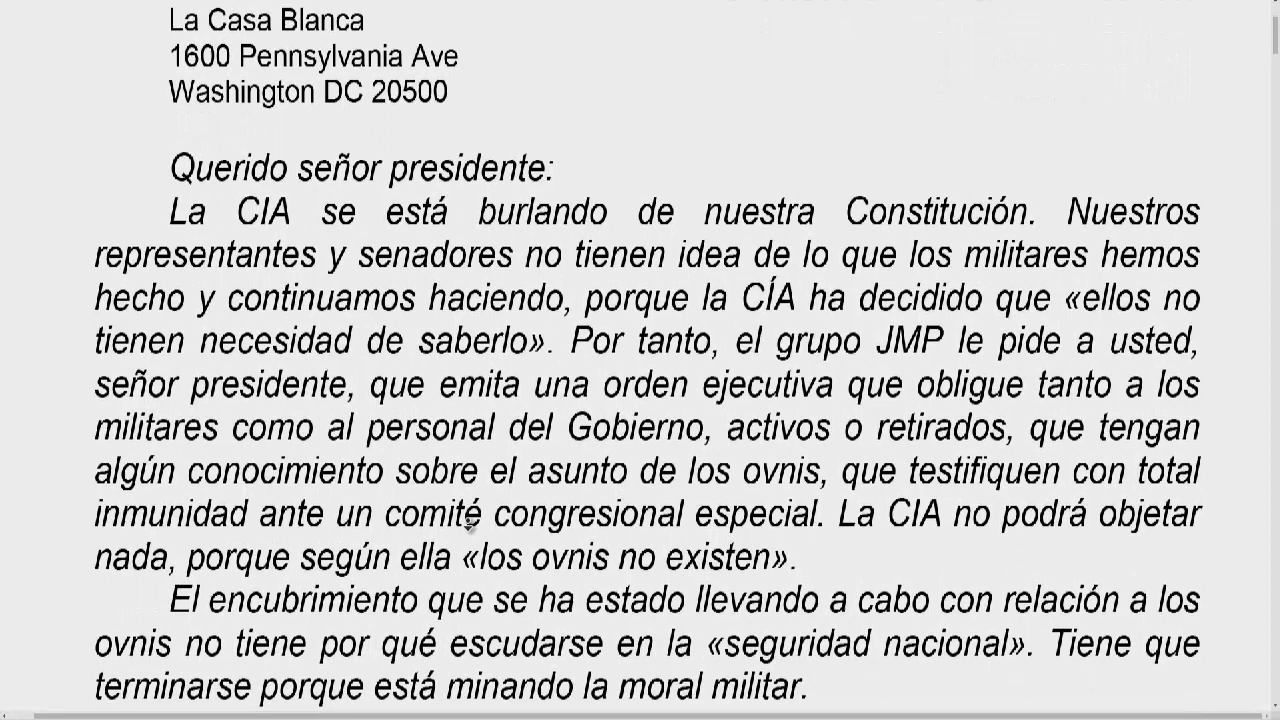 La Casa Blanca
1600 Pennsylvania Ave
Washington DC 20500
Querido señor presidente:
La CIA se está burlando de nuestra Constitución. Nuestros
representantes y senadores no tienen idea de lo que los militares hemos
hecho y continuamos haciendo, porque la CÍA ha decidido que «ellos no
tienen necesidad de saberlo». Por tanto, el grupo JMP le pide a usted,
señor presidente, que emita una orden ejecutiva que obligue tanto a los
militares como al personal del Gobierno, activos o retirados, que tengan
algún conocimiento sobre el asunto de los ovnis, que testifiquen con total
inmunidad ante un comité congresional especial. La CIA no podrá objetar
nada, porque según ella «los ovnis no existen».
El encubrimiento que se ha estado llevando a cabo con relación a los
ovnis no tiene por qué escudarse en la «seguridad nacional». Tiene que
terminarse porque está minando la moral militar.